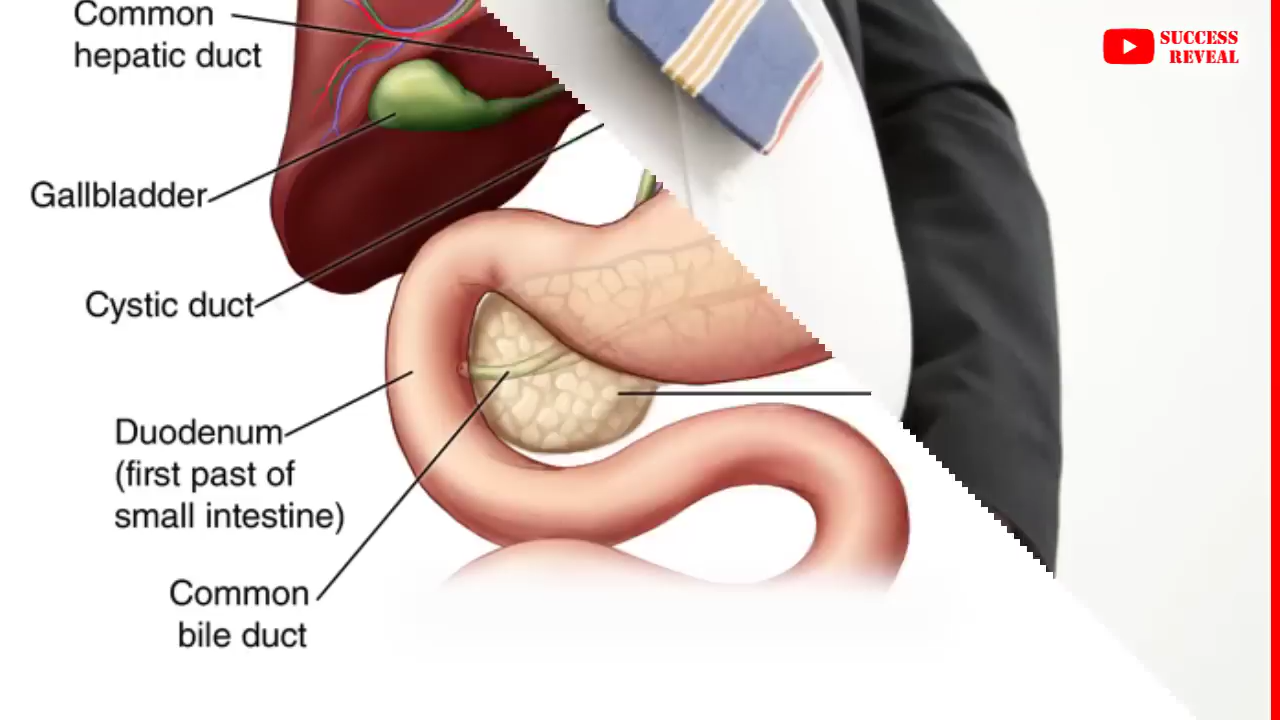 Common
hepatic duct
SUCCESS
REVEAL
Gallbladder
Cystic duct
Duodenum
(first past of
small intestine)
Common
bile duct